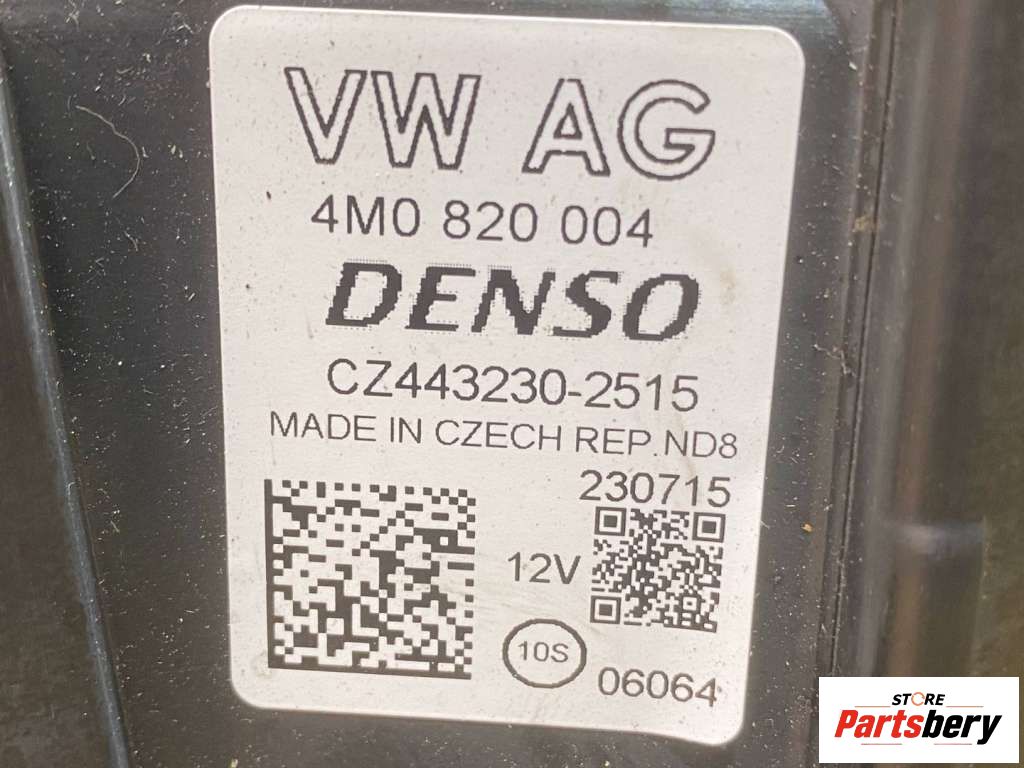 VW AG
4M0 820 004
DENSO
CZ443230-2515
MADE IN CZECH REP.ND8
230715
12V
10S
06064
STORE
Partsbery